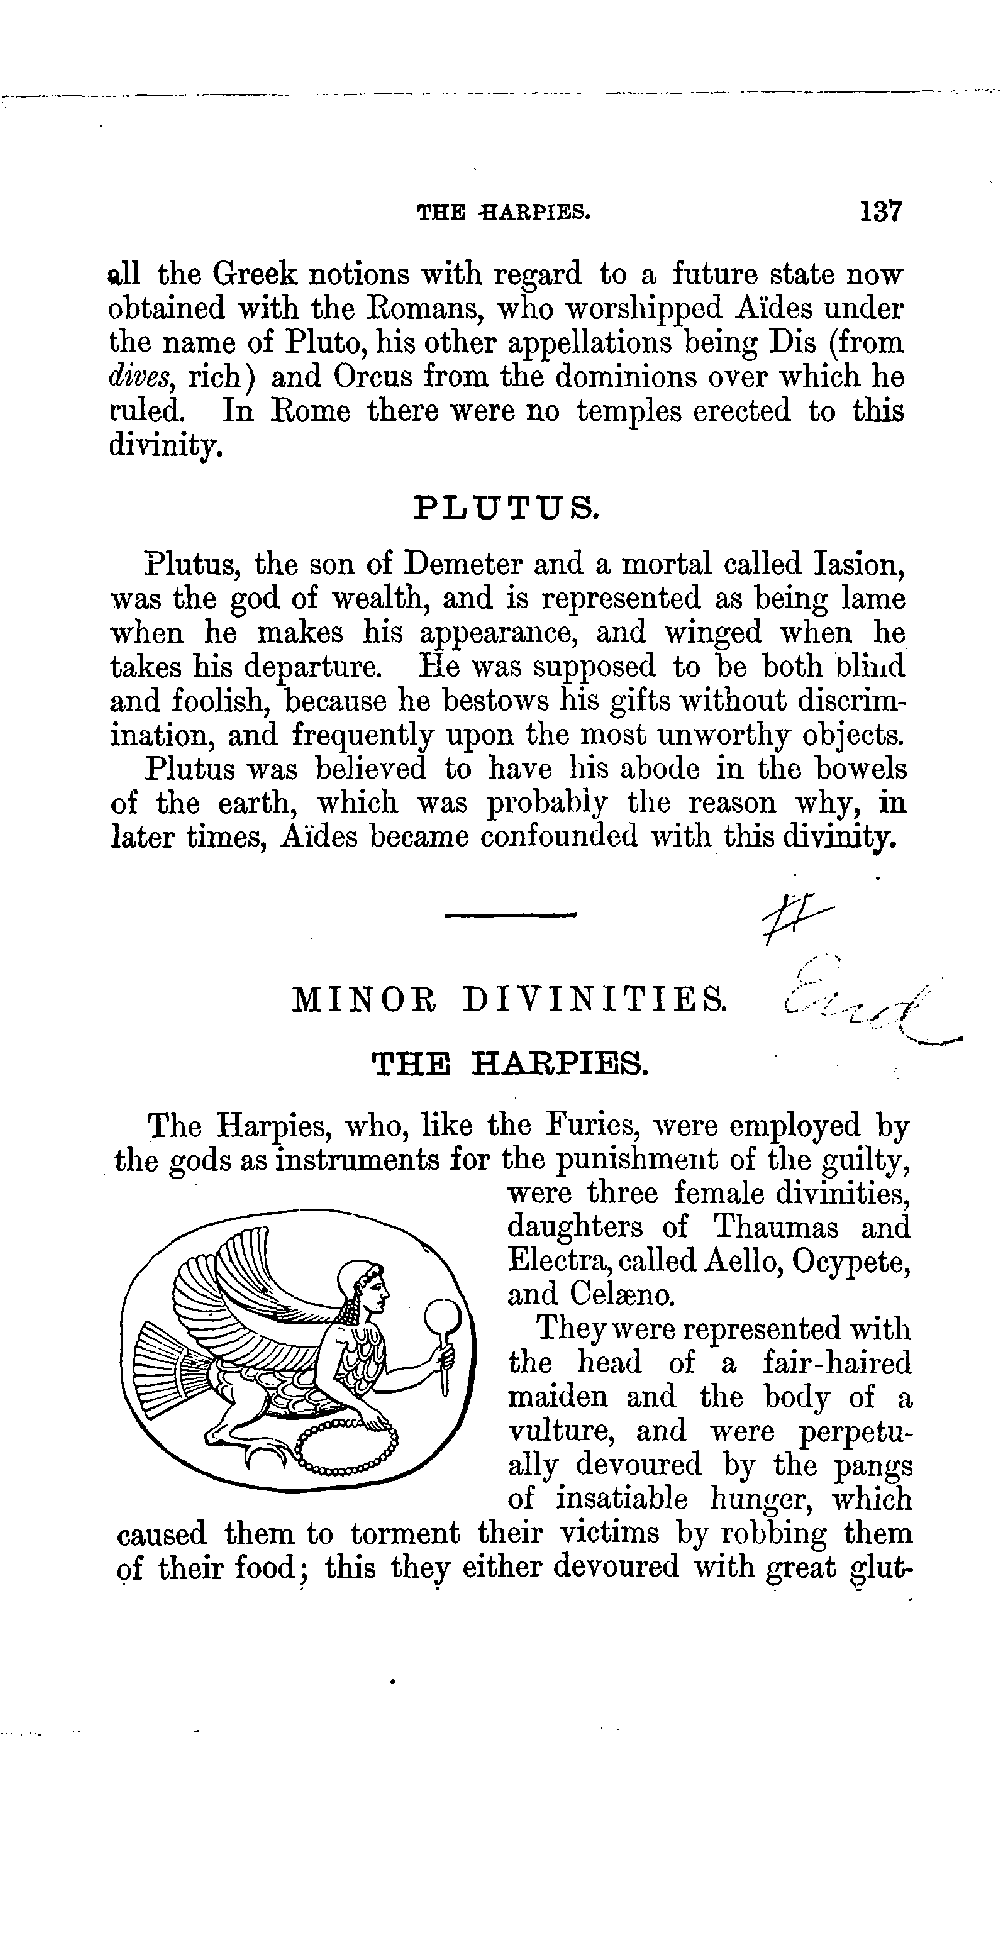 THE HARPIES. 137
all the Greek notions with regard to a future state now
obtained with the Romans, who worshipped Aïdes under
the name of Pluto, his other appellations being Dis (from
dives, rich) and Orcus from the dominions over which he
ruled. In Rome there were no temples erected to this
divinity.
PLUTUS.
Plutus, the son of Demeter and a mortal called Iasion,
was the god of wealth, and is represented as being lame
when he makes his appearance, and winged when he
takes his departure. He was supposed to be both blind
and foolish, because he bestows his gifts without discrim-
ination, and frequently upon the most unworthy objects.
Plutus was believed to have his abode in the bowels
of the earth, which was probably the reason why, in
later times, Aïdes became confounded with this divinity.
#
End
MINOR DIVINITIES.
THE HARPIES.
The Harpies, who, like the Furies, were employed by
the gods as instruments for the punishment of the guilty,
were three female divinities,
daughters of Thaumas and
Electra, called Aello, Ocypete,
and Celæno.
They were represented with
the head of a fair-haired
maiden and the body of a
vulture, and were perpetu-
ally devoured by the pangs
of insatiable hunger, which
caused them to torment their victims by robbing them
of their food; this they either devoured with great glut-